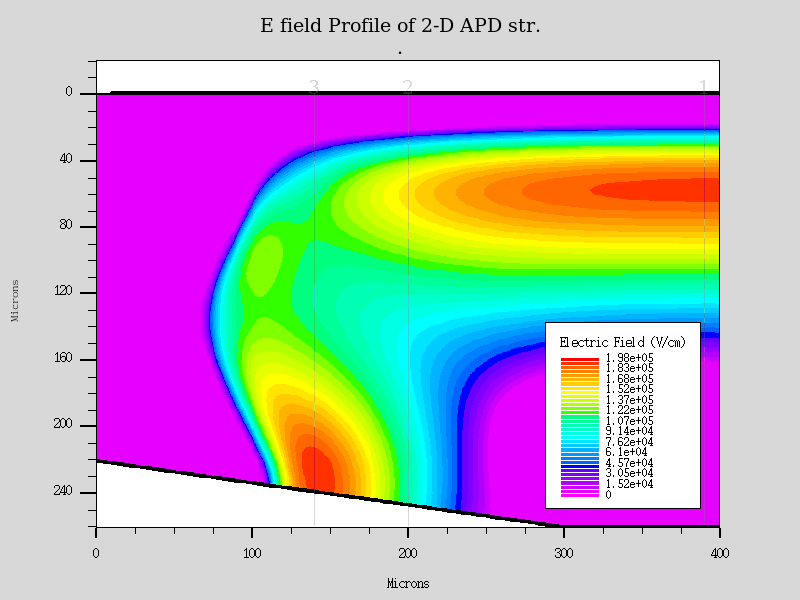 E field Profile of 2-D APD str.
.
3 2 1
0
40
80
120
160
200
240
Microns
Electric Field (V/cm)
1.98e+05
1.83e+05
1.68e+05
1.52e+05
1.37e+05
1.22e+05
1.07e+05
9.14e+04
7.62e+04
6.1e+04
4.57e+04
3.05e+04
1.52e+04
0
0 100 200 300 400
Microns